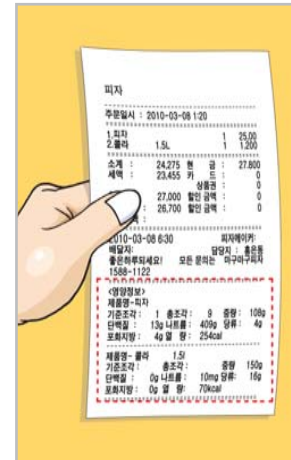 피자
주문일시 : 2010-03-08 1:20
1.피자 1 25,00
2.콜라 1.5L 1 1,200
소계 : 24,275 현 금 : 27,800
세액 : 23,455 카 드 : 0
상품권 : 0
27,000 할인 금액 : 0
: 26,700 할인 금액 : 0
2010-03-08 6:30 피자메이커:
배달자: 담당자 : 홍은동
좋은하루되세요! 모든 문의는 마구마구피자
1588-1122
<영양정보>
제품명-피자
기준조각 : 1 총조각 : 9 중량 : 108g
단백질 : 13g 나트륨 : 409g 당류 : 4g
포화지방 : 4g 열 량 : 254cal
제품명- 콜라 1.5l
기준조각 : 총조각 : 중량 150g
단백질 : 0g 나트륨 : 10mg 당류: 16g
포화지방 : 0g 열 량: 70kcal